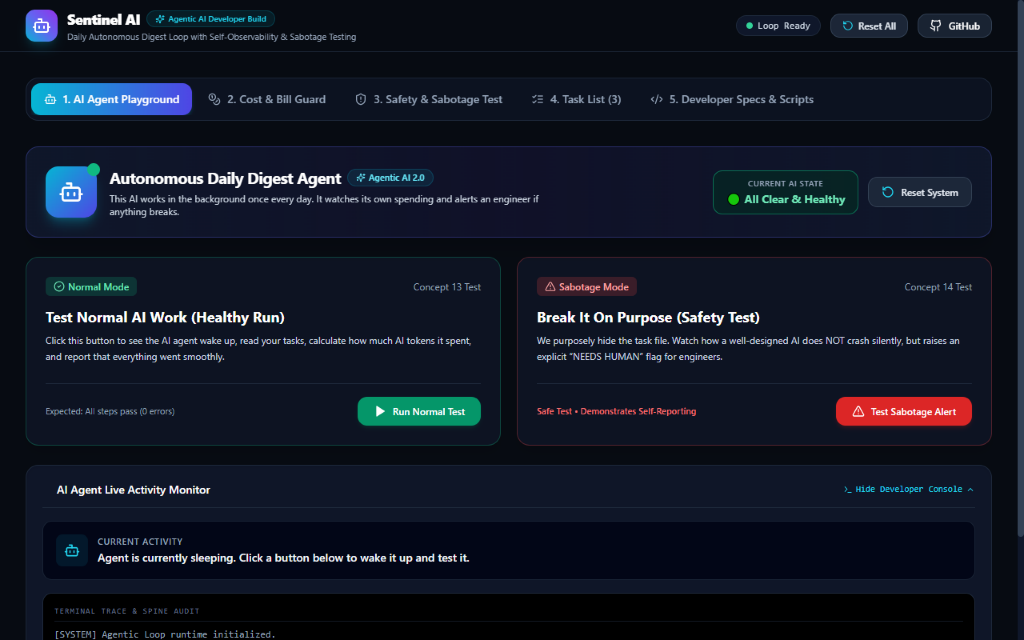 Sentinel AI
Agentic AI Developer Build
Daily Autonomous Digest Loop with Self-Observability & Sabotage Testing
Loop Ready
Reset All
GitHub
1. AI Agent Playground
2. Cost & Bill Guard
3. Safety & Sabotage Test
4. Task List (3)
5. Developer Specs & Scripts
Autonomous Daily Digest Agent
Agentic AI 2.0
This AI works in the background once every day. It watches its own spending and alerts an engineer if
anything breaks.
CURRENT AI STATE
All Clear & Healthy
Reset System
Normal Mode
Concept 13 Test
Test Normal AI Work (Healthy Run)
Click this button to see the AI agent wake up, read your tasks, calculate how much AI tokens it spent,
and report that everything went smoothly.
Expected: All steps pass (0 errors)
Run Normal Test
Sabotage Mode
Concept 14 Test
Break It On Purpose (Safety Test)
We purposely hide the task file. Watch how a well-designed AI does NOT crash silently, but raises an
explicit "NEEDS HUMAN" flag for engineers.
Safe Test • Demonstrates Self-Reporting
Test Sabotage Alert
AI Agent Live Activity Monitor
>_ Hide Developer Console
CURRENT ACTIVITY
Agent is currently sleeping. Click a button below to wake it up and test it.
TERMINAL TRACE & SPINE AUDIT
[SYSTEM] Agentic Loop runtime initialized.